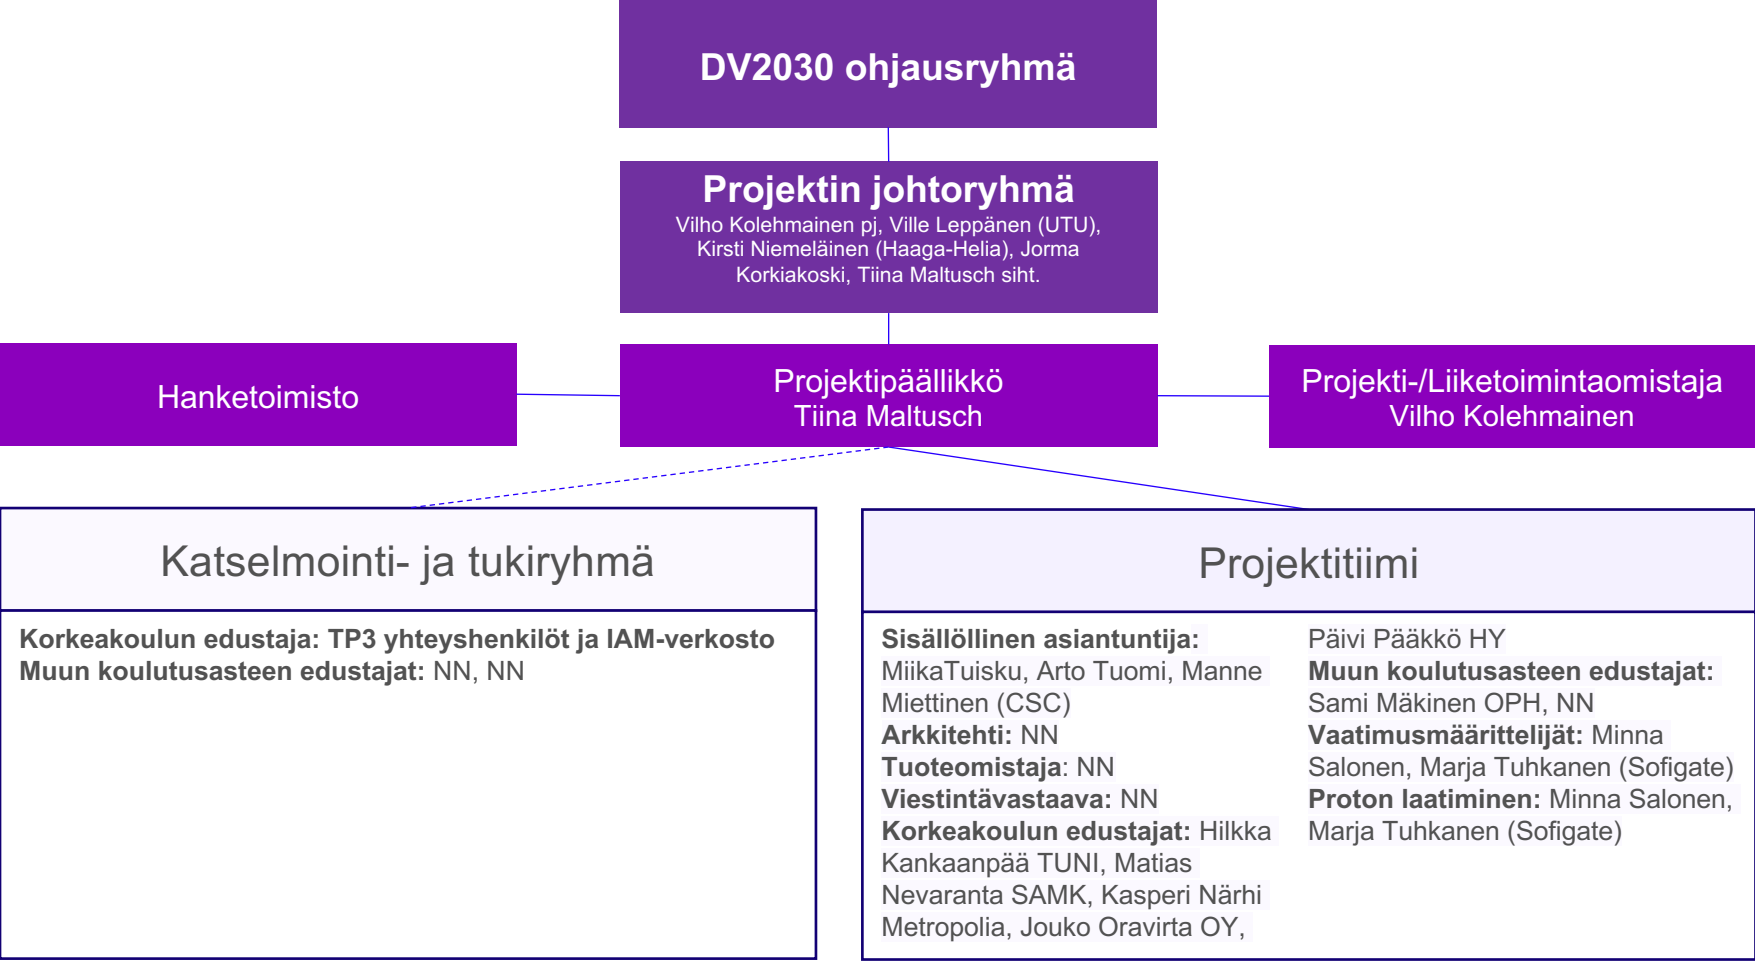 DV2030 ohjausryhmä
Projektin johtoryhmä
Vilho Kolehmainen pj, Ville Leppänen (UTU),
Kirsti Niemeläinen (Haaga-Helia), Jorma
Korkiakoski, Tiina Maltusch siht.
Hanketoimisto
Projektipäällikkö
Tiina Maltusch
Projekti-/Liiketoimintaomistaja
Vilho Kolehmainen
Katselmointi- ja tukiryhmä
Korkeakoulun edustaja: TP3 yhteyshenkilöt ja IAM-verkosto
Muun koulutusasteen edustajat: NN, NN
Projektitiimi
Sisällöllinen asiantuntija:
MiikaTuisku, Arto Tuomi, Manne
Miettinen (CSC)
Arkkitehti: NN
Tuoteomistaja: NN
Viestintävastaava: NN
Korkeakoulun edustajat: Hilkka
Kankaanpää TUNI, Matias
Nevaranta SAMK, Kasperi Närhi
Metropolia, Jouko Oravirta OY,
Päivi Pääkkö HY
Muun koulutusasteen edustajat:
Sami Mäkinen OPH, NN
Vaatimusmäärittelijät: Minna
Salonen, Marja Tuhkanen (Sofigate)
Proton laatiminen: Minna Salonen,
Marja Tuhkanen (Sofigate)